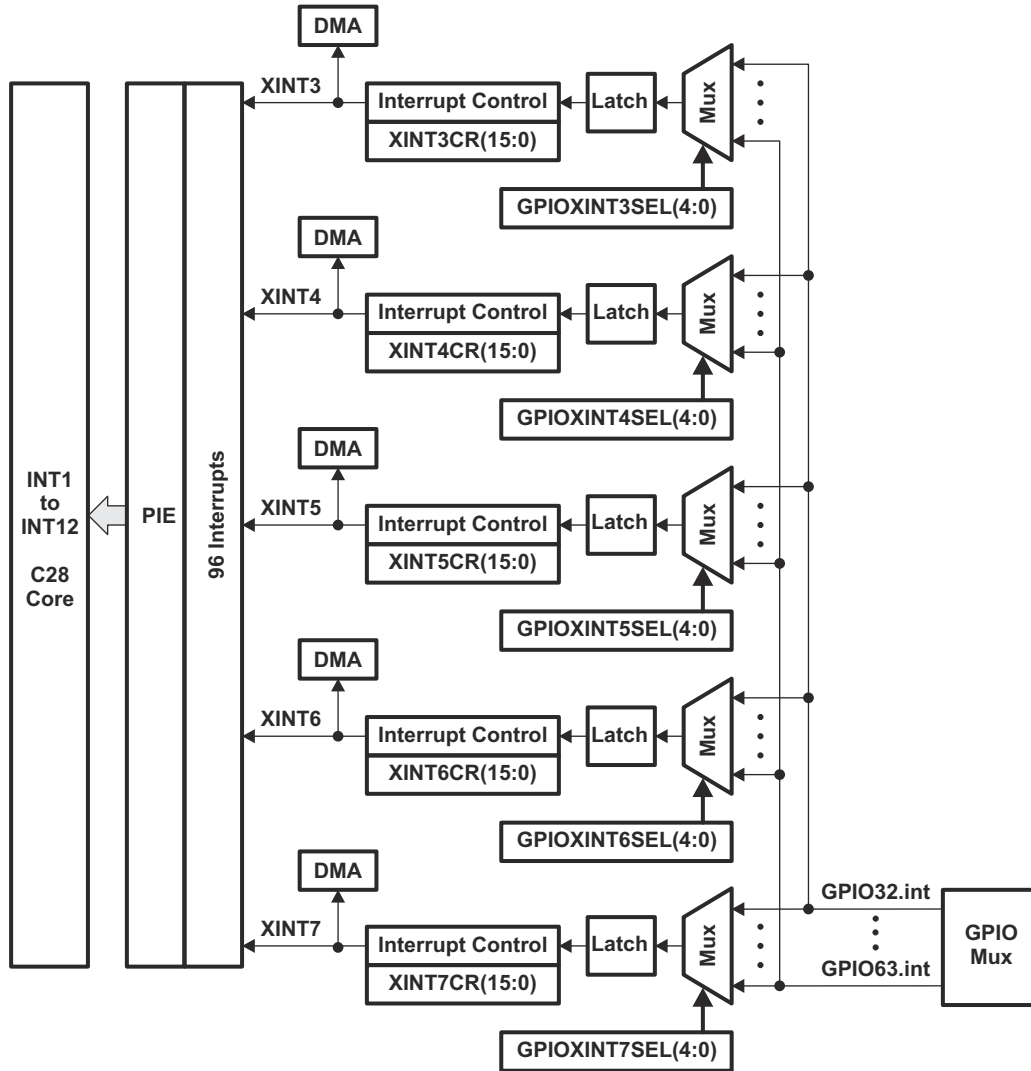 DMA
XINT3
Interrupt Control
XINT3CR(15:0)
Latch
Mux
GPIOXINT3SEL(4:0)
DMA
XINT4
Interrupt Control
XINT4CR(15:0)
Latch
Mux
GPIOXINT4SEL(4:0)
INT1
to
INT12
C28
Core
PIE
96 Interrupts
DMA
XINT5
Interrupt Control
XINT5CR(15:0)
Latch
Mux
GPIOXINT5SEL(4:0)
DMA
XINT6
Interrupt Control
XINT6CR(15:0)
Latch
Mux
GPIOXINT6SEL(4:0)
DMA
XINT7
Interrupt Control
XINT7CR(15:0)
Latch
Mux
GPIOXINT7SEL(4:0)
GPIO32.int
GPIO63.int
GPIO
Mux